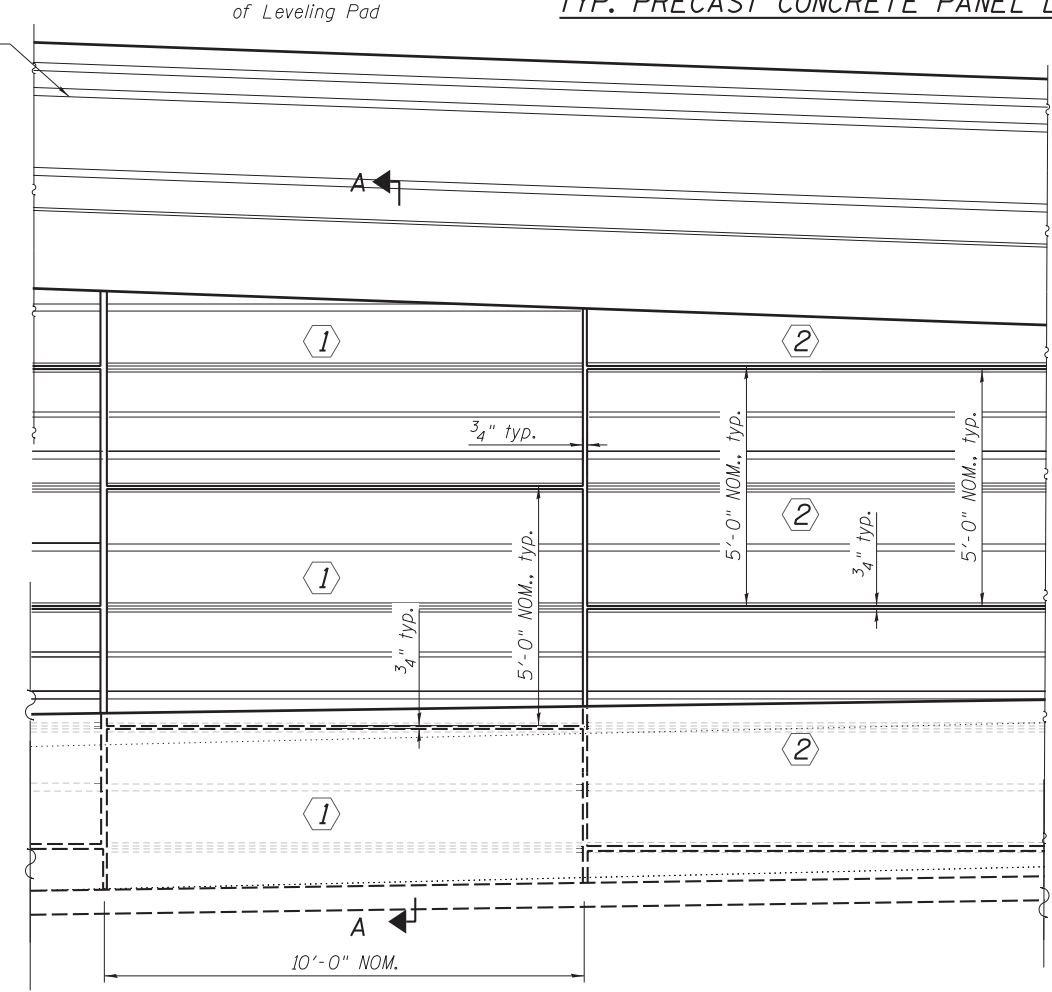 of Leveling Pad
TYP. PRECAST CONCRETE PANEL
A
1
2
3/4" typ.
5'-0" NOM., typ.
5'-0" NOM., typ.
2
3/4" typ.
5'-0" NOM., typ.
1
3/4" typ.
2
1
A
10'-0" NOM.